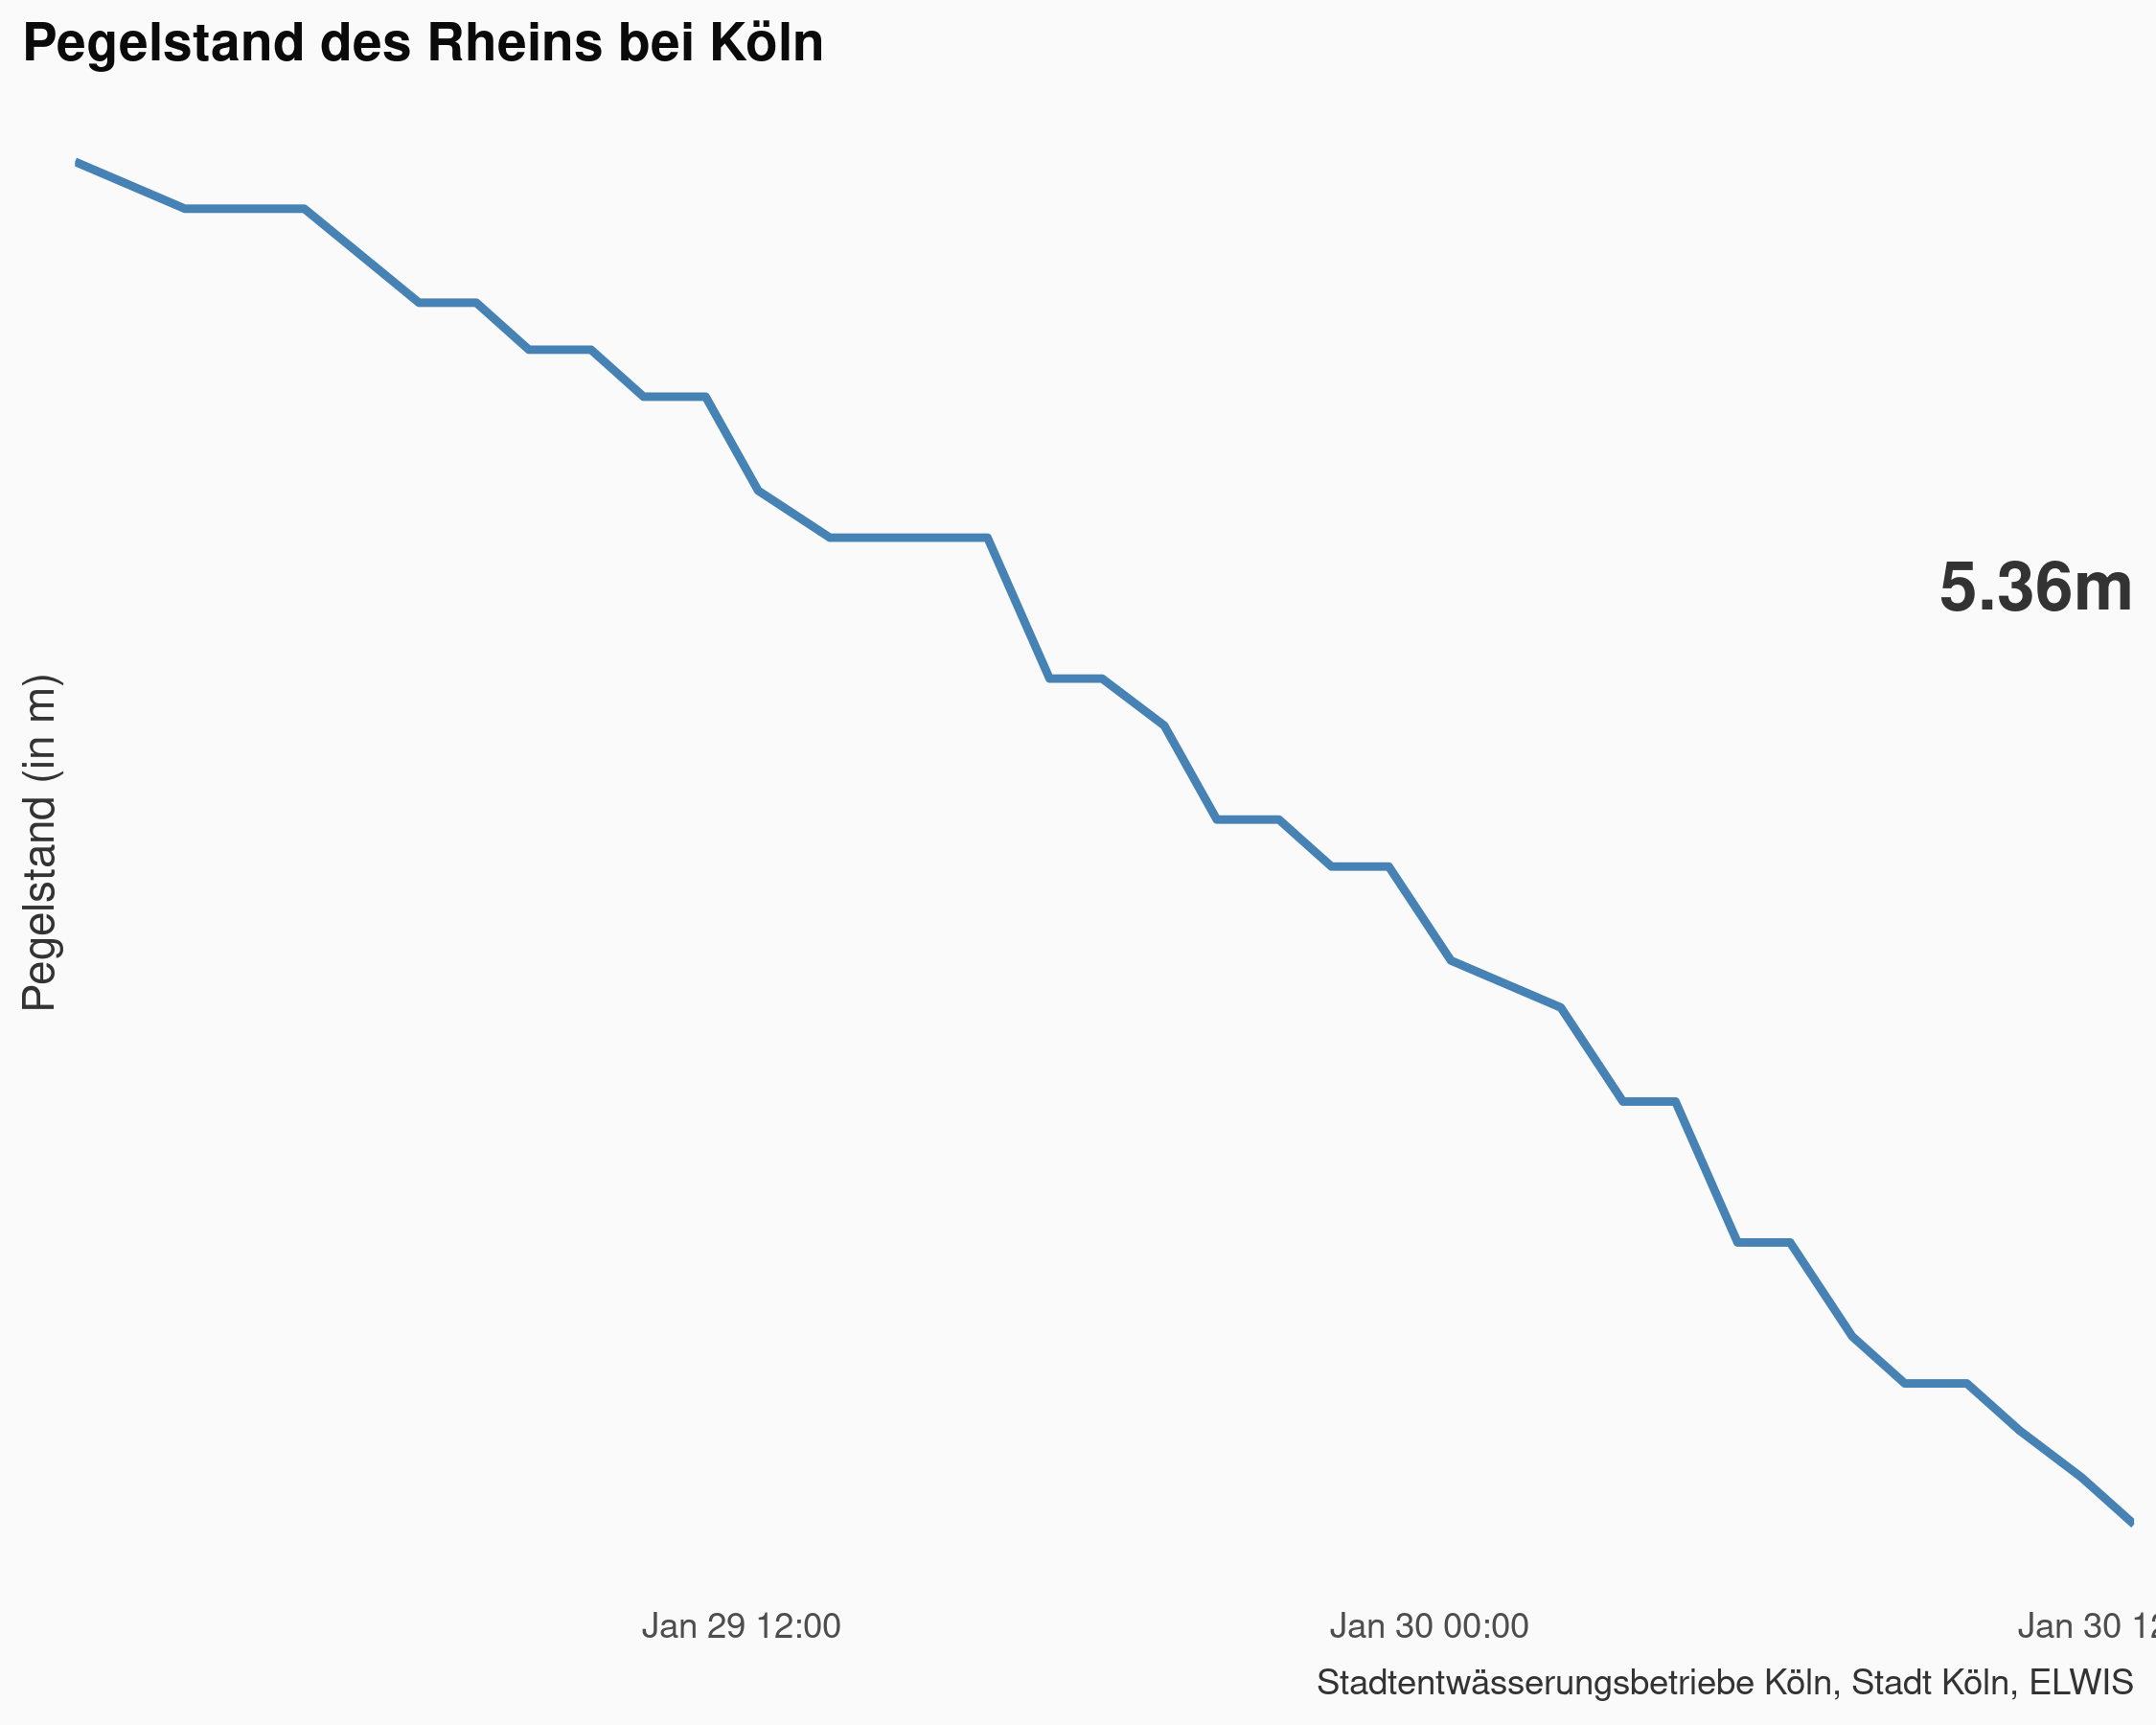 Pegelstand des Rheins bei Köln
5.36m
Pegelstand (in m)
Jan 29 12:00
Jan 30 00:00
Jan 30 12
Stadtentwässerungsbetriebe Köln, Stadt Köln, ELWIS